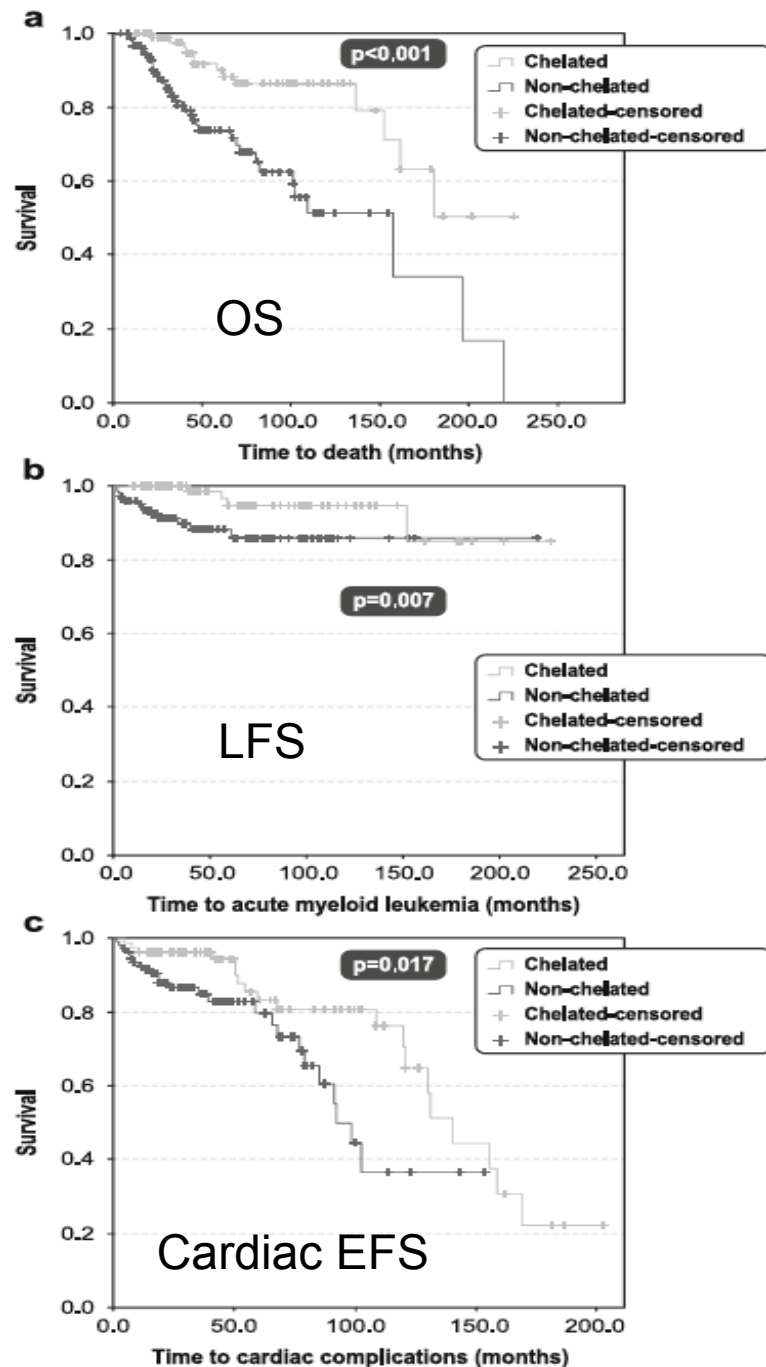 a
1.0
0.8
0.6
0.4
0.2
0.0
Survival
p<0.001
Chelated
Non-chelated
Chelated-censored
Non-chelated-censored
OS
0.0 50.0 100.0 150.0 200.0 250.0
Time to death (months)
b
1.0
0.8
0.6
0.4
0.2
0.0
Survival
p=0.007
Chelated
Non-chelated
Chelated-censored
Non-chelated-censored
LFS
0.0 50.0 100.0 150.0 200.0 250.0
Time to acute myeloid leukemia (months)
c
1.0
0.8
0.6
0.4
0.2
0.0
Survival
p=0.017
Chelated
Non-chelated
Chelated-censored
Non-chelated-censored
Cardiac EFS
0.0 50.0 100.0 150.0 200.0
Time to cardiac complications (months)